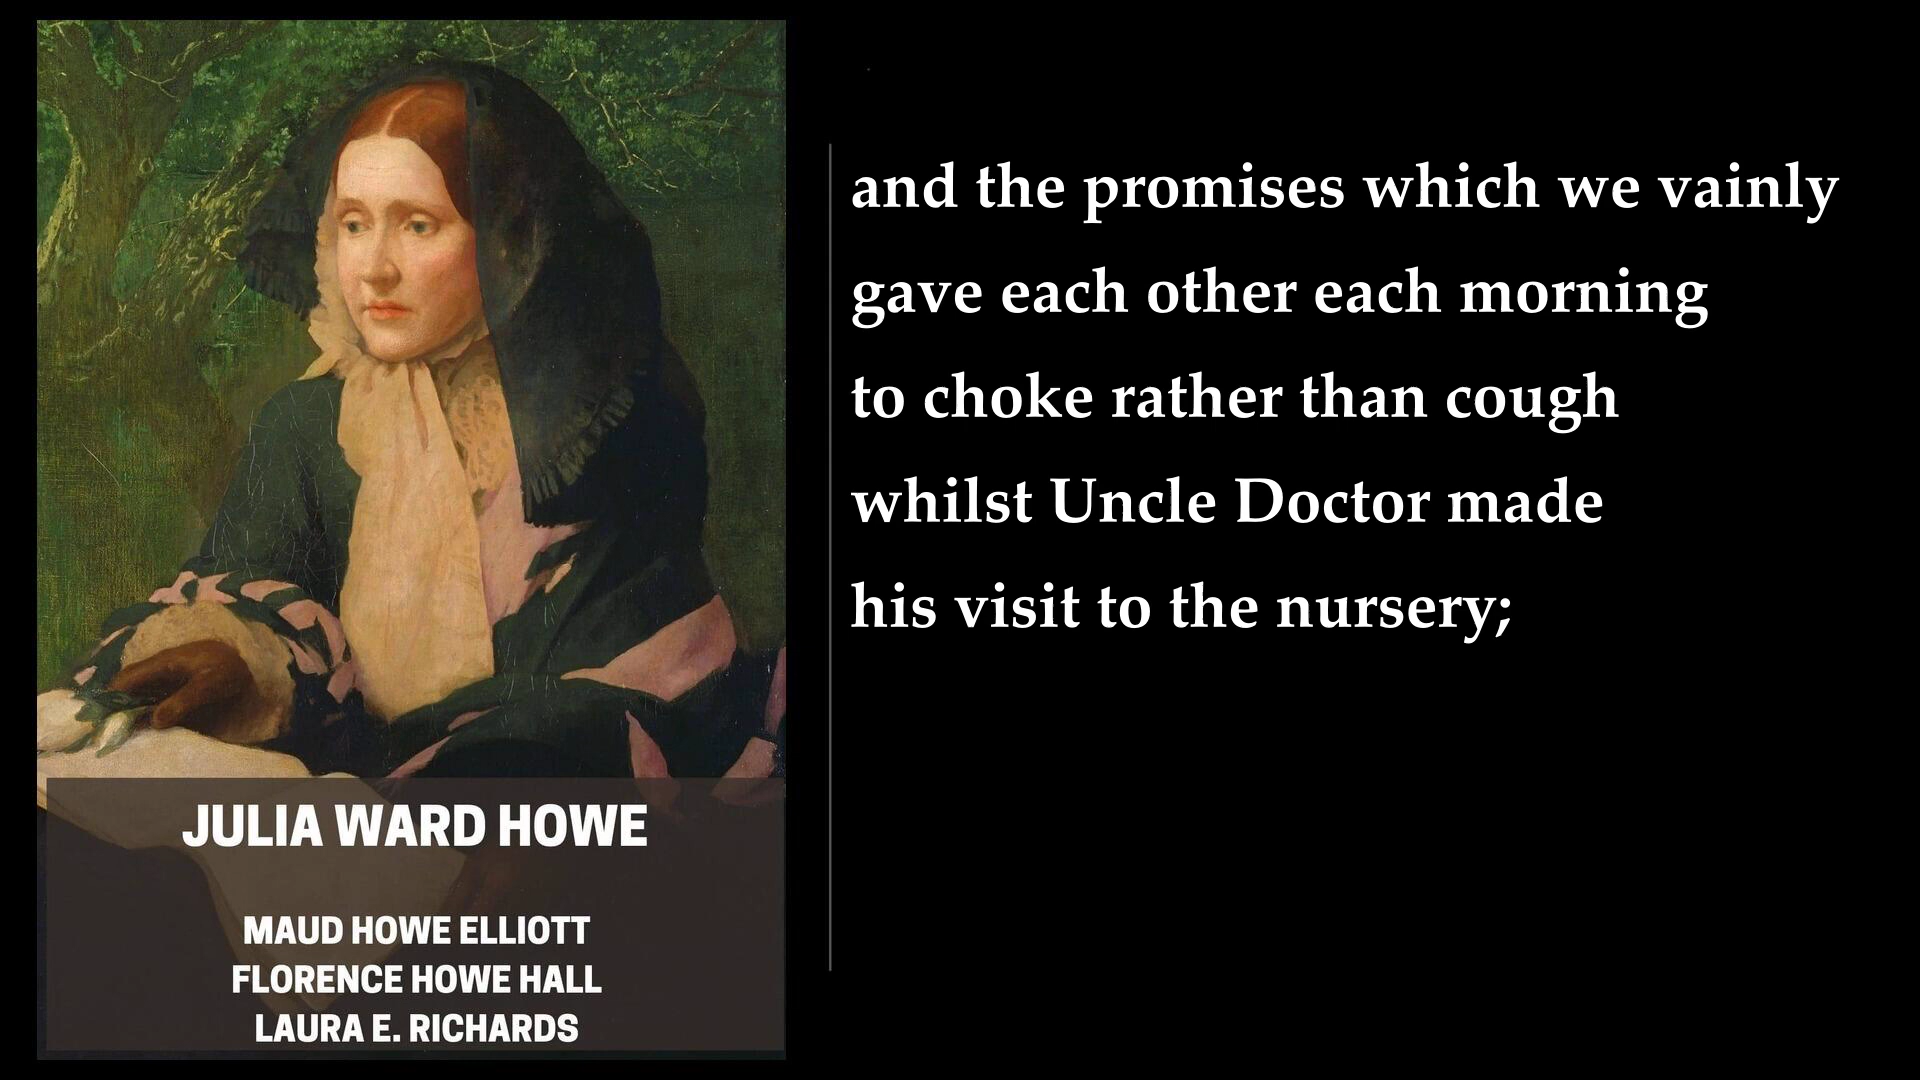 JULIA WARD HOWE
MAUD HOWE ELLIOTT
FLORENCE HOWE HALL
LAURA E. RICHARDS
and the promises which we vainly
gave each other each morning
to choke rather than cough
whilst Uncle Doctor made
his visit to the nursery;